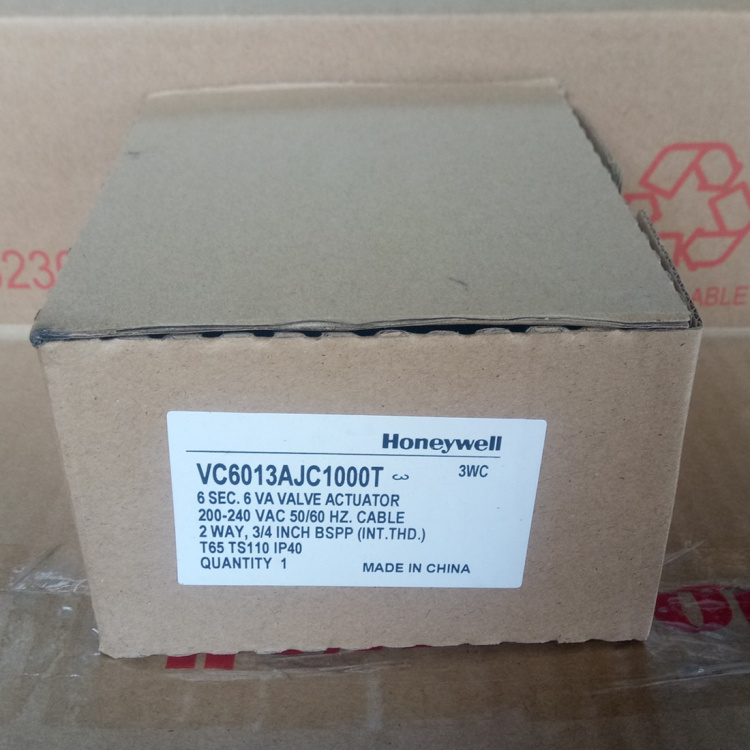 Honeywell
VC6013AJC1000T 3 3WC
6 SEC. 6 VA VALVE ACTUATOR
200-240 VAC 50/60 HZ. CABLE
2 WAY, 3/4 INCH BSPP (INT.THD.)
T65 TS110 IP40
QUANTITY 1 MADE IN CHINA